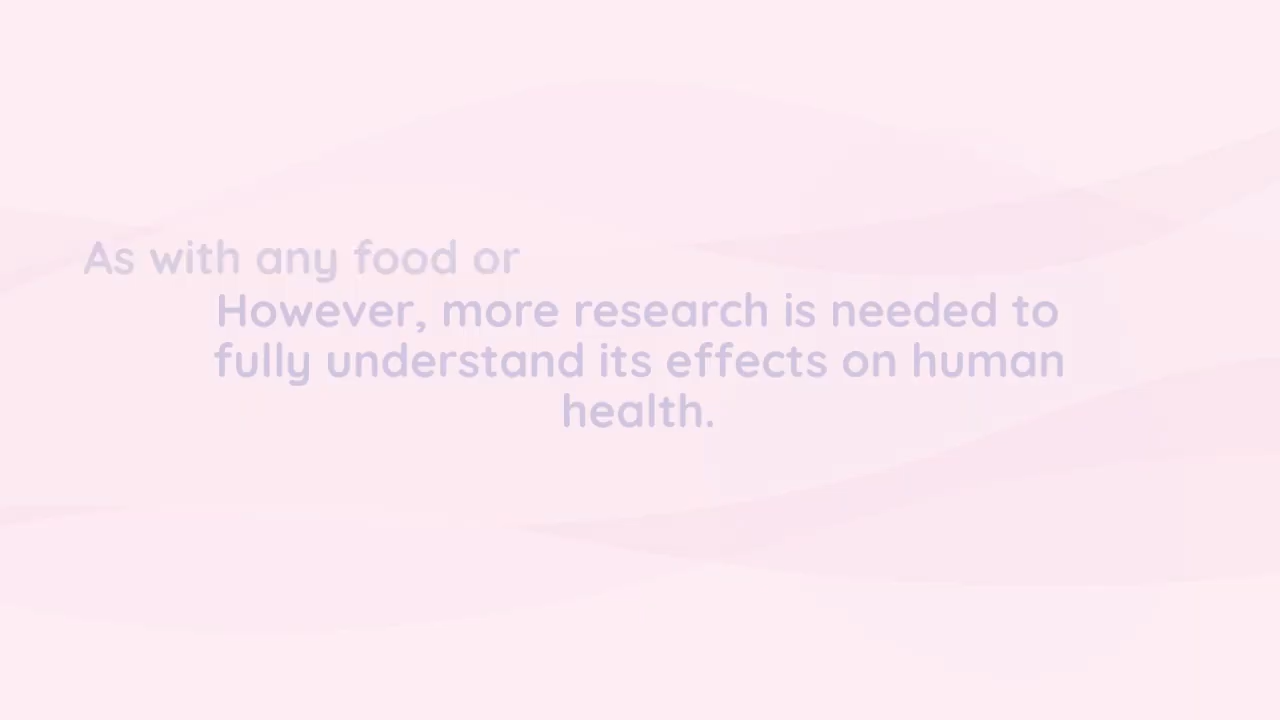 As with any food or
However, more research is needed to
fully understand its effects on human
health.